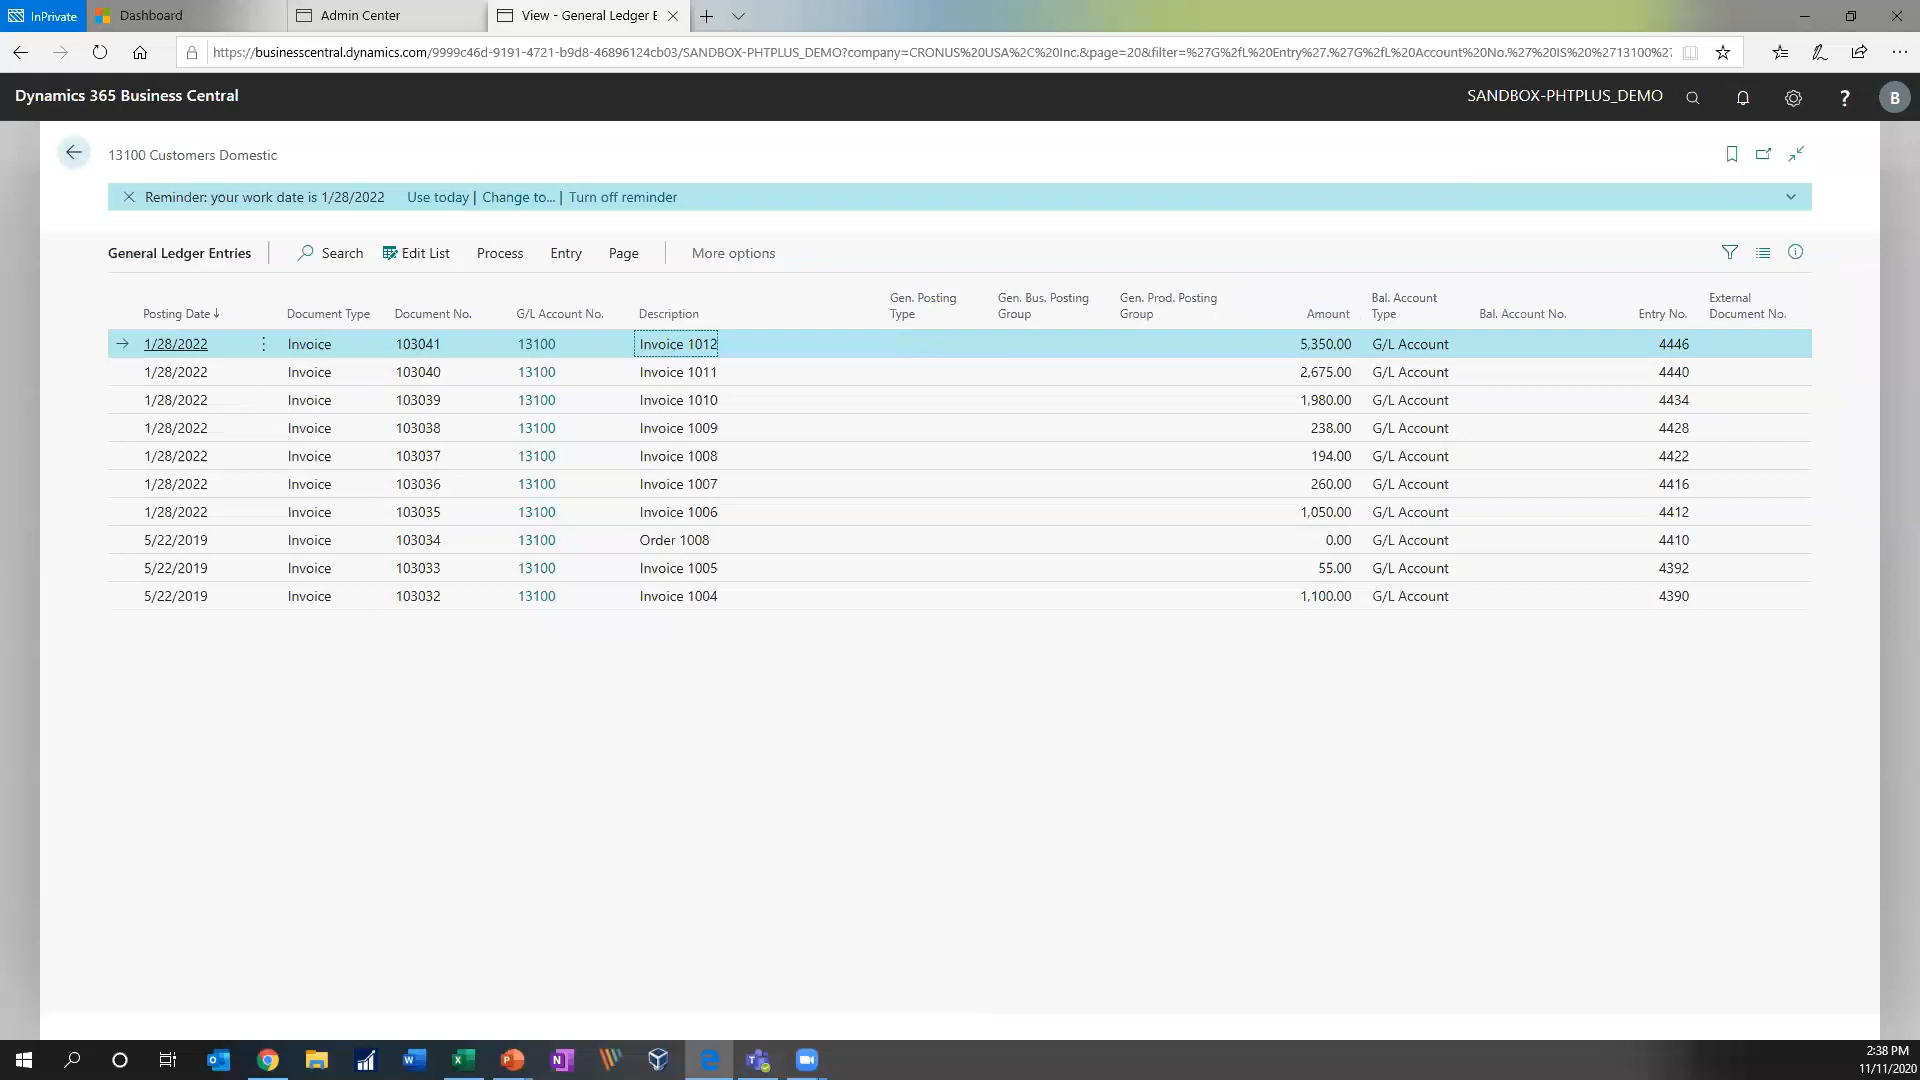 InPrivate
Dashboard
Admin Center
View - General Ledger E
https://businesscentral.dynamics.com/9999c46d-9191-4721-b9d8-46896124cb03/SANDBOX-PHTPLUS_DEMO?company=CRONUS%20USA%2C%20Inc.&page=20&filter=%27G%2fL%20Entry%27.%27G%2fL%20Account%20No.%27%20IS%20%2713100%27
Dynamics 365 Business Central
SANDBOX-PHTPLUS_DEMO
?
B
13100 Customers Domestic
Reminder: your work date is 1/28/2022 Use today | Change to... | Turn off reminder
General Ledger Entries Search Edit List Process Entry Page More options
Posting Date↓ Document Type Document No. G/L Account No. Description Gen. Posting Type Gen. Bus. Posting Group Gen. Prod. Posting Group Amount Bal. Account Type Bal. Account No. Entry No. External Document No.
1/28/2022 Invoice 103041 13100 Invoice 1012 5,350.00 G/L Account 4446
1/28/2022 Invoice 103040 13100 Invoice 1011 2,675.00 G/L Account 4440
1/28/2022 Invoice 103039 13100 Invoice 1010 1,980.00 G/L Account 4434
1/28/2022 Invoice 103038 13100 Invoice 1009 238.00 G/L Account 4428
1/28/2022 Invoice 103037 13100 Invoice 1008 194.00 G/L Account 4422
1/28/2022 Invoice 103036 13100 Invoice 1007 260.00 G/L Account 4416
1/28/2022 Invoice 103035 13100 Invoice 1006 1,050.00 G/L Account 4412
5/22/2019 Invoice 103034 13100 Order 1008 0.00 G/L Account 4410
5/22/2019 Invoice 103033 13100 Invoice 1005 55.00 G/L Account 4392
5/22/2019 Invoice 103032 13100 Invoice 1004 1,100.00 G/L Account 4390
2:38 PM
11/11/2020